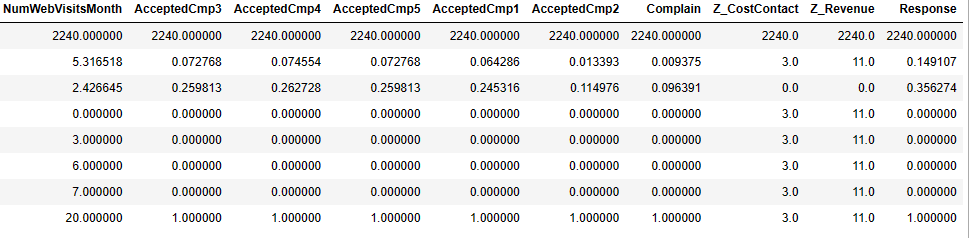 NumWebVisitsMonth AcceptedCmp3 AcceptedCmp4 AcceptedCmp5 AcceptedCmp1 AcceptedCmp2 Complain Z_CostContact Z_Revenue Response
2240.000000 2240.000000 2240.000000 2240.000000 2240.000000 2240.000000 2240.000000 2240.0 2240.0 2240.000000
5.316518 0.072768 0.074554 0.072768 0.064286 0.013393 0.009375 3.0 11.0 0.149107
2.426645 0.259813 0.262728 0.259813 0.245316 0.114976 0.096391 0.0 0.0 0.356274
0.000000 0.000000 0.000000 0.000000 0.000000 0.000000 0.000000 3.0 11.0 0.000000
3.000000 0.000000 0.000000 0.000000 0.000000 0.000000 0.000000 3.0 11.0 0.000000
6.000000 0.000000 0.000000 0.000000 0.000000 0.000000 0.000000 3.0 11.0 0.000000
7.000000 0.000000 0.000000 0.000000 0.000000 0.000000 0.000000 3.0 11.0 0.000000
20.000000 1.000000 1.000000 1.000000 1.000000 1.000000 1.000000 3.0 11.0 1.000000